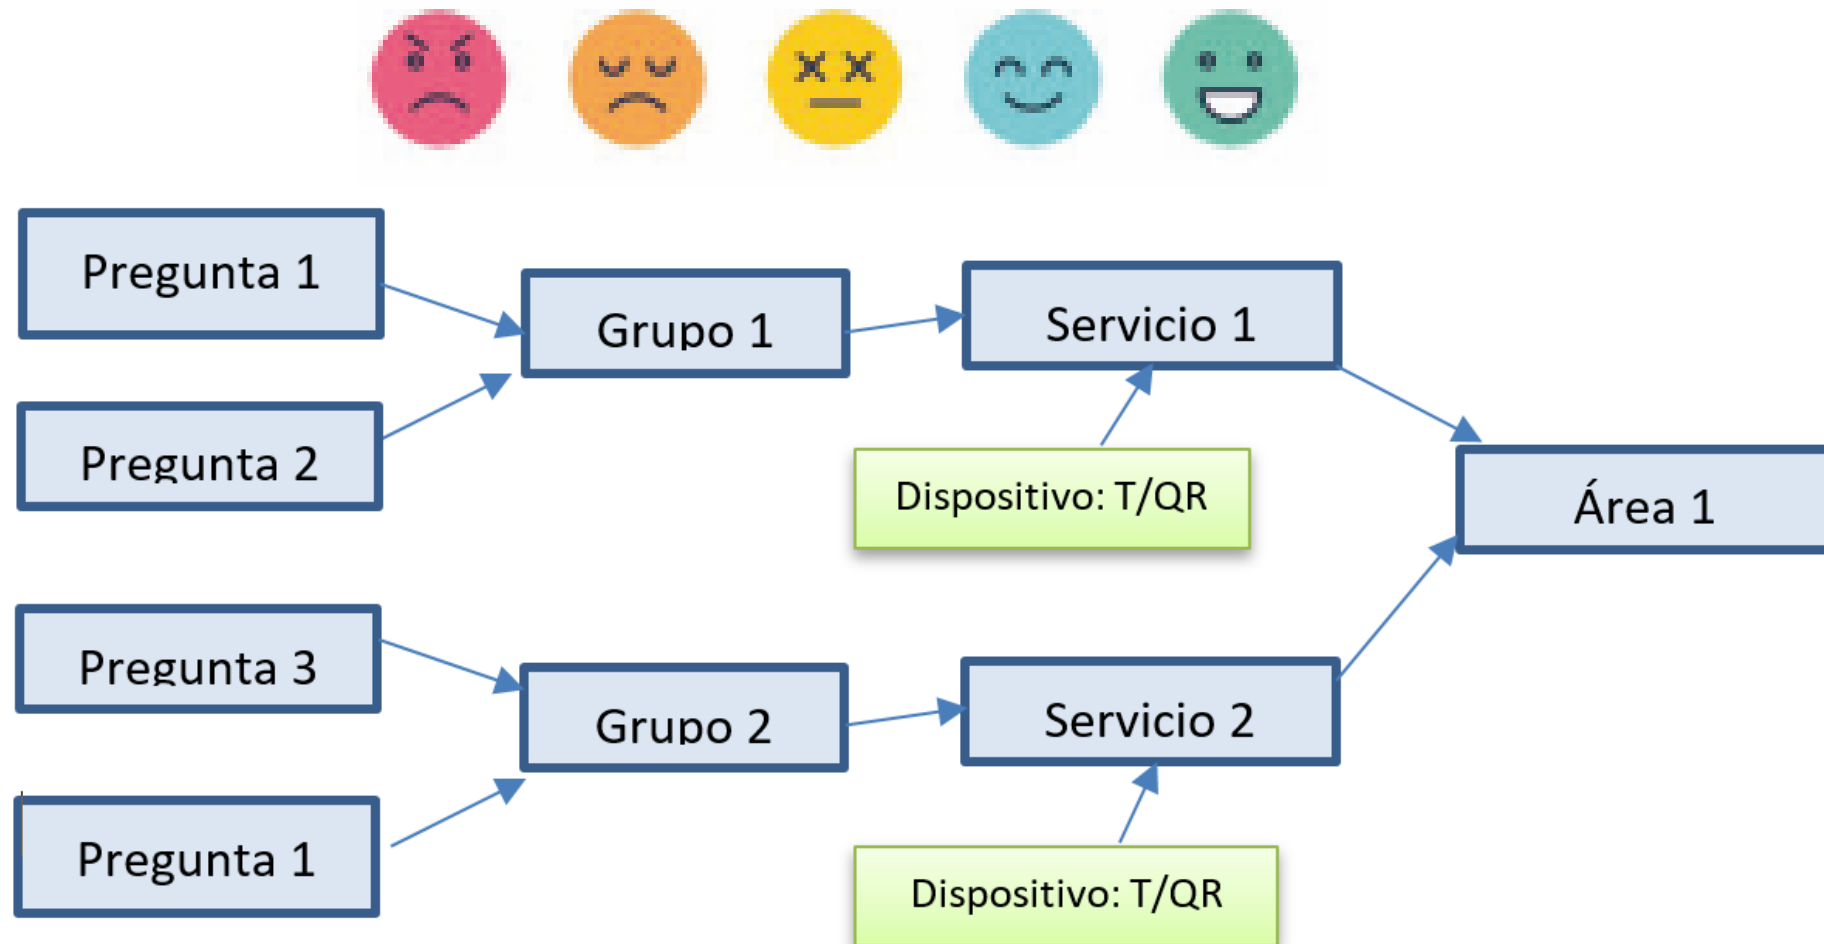 Pregunta 1
Grupo 1
Servicio 1
Pregunta 2
Dispositivo: T/QR
Área 1
Pregunta 3
Grupo 2
Servicio 2
Pregunta 1
Dispositivo: T/QR